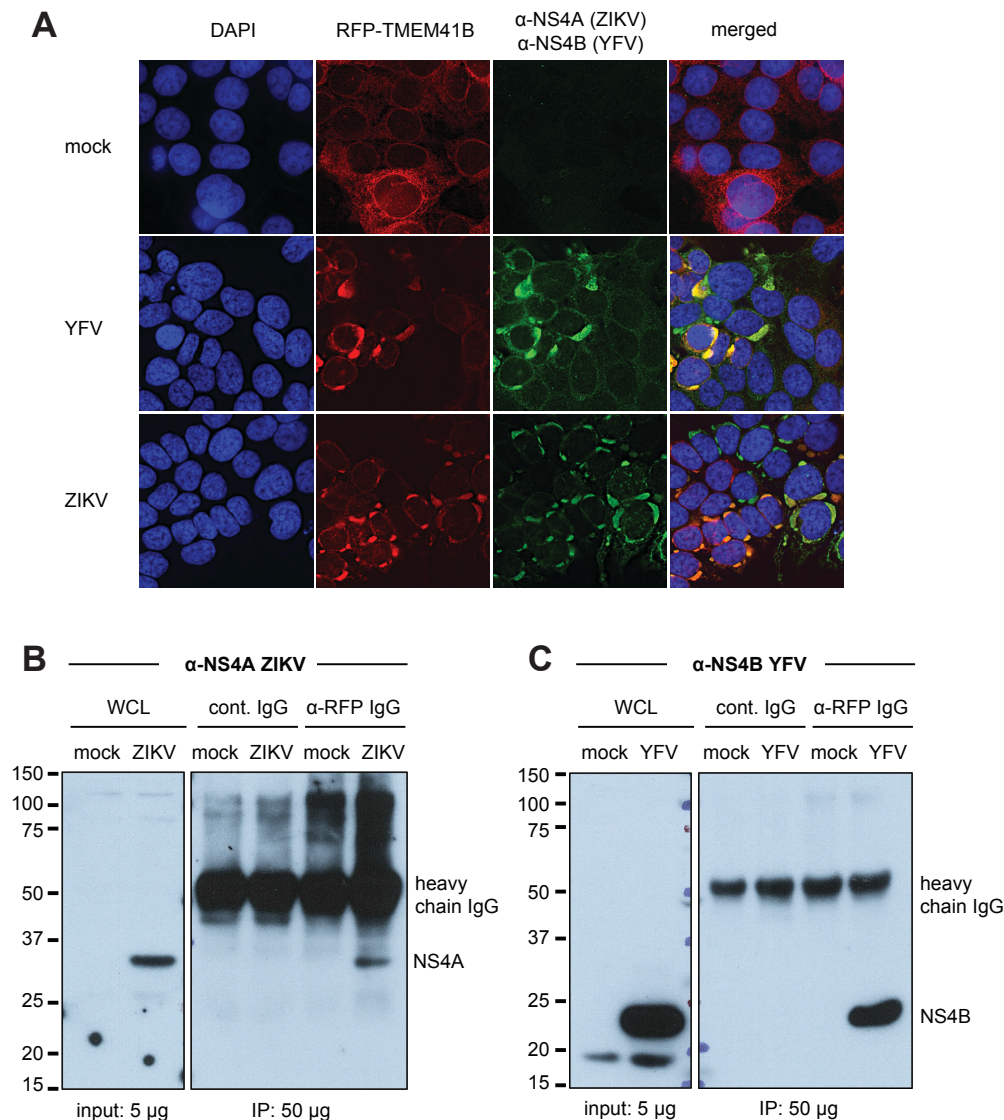 A
DAPI RFP-TMEM41B α-NS4A (ZIKV) merged
α-NS4B (YFV)
mock
YFV
ZIKV
B α-NS4A ZIKV
WCL cont. IgG α-RFP IgG
mock ZIKV mock ZIKV mock ZIKV
150
100
75
50
37
25
20
15
heavy
chain IgG
NS4A
input: 5 µg IP: 50 µg
C α-NS4B YFV
WCL cont. IgG α-RFP IgG
mock YFV mock YFV mock YFV
150
100
75
50
37
25
20
15
heavy
chain IgG
NS4B
input: 5 µg IP: 50 µg